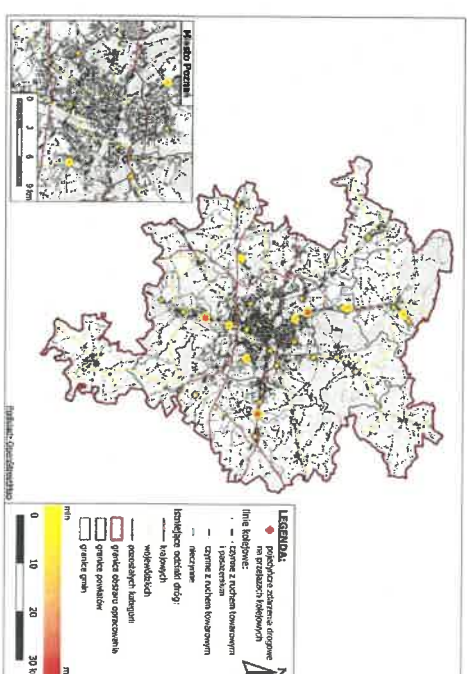 Miasto Poznań
0 3 6 9 km
LEGENDA:
pojedyncze zdarzenia drogowe
na przejazdach kolejowych
linie kolejowe:
czynne z ruchem towarowym
i pasażerskim
czynne z ruchem towarowym
nieczynne
istniejące odcinki dróg:
krajowych
wojewódzkich
pozostałych kategorii
granica obszaru opracowania
granice powiatów
granice gmin
min
0 10 20 30